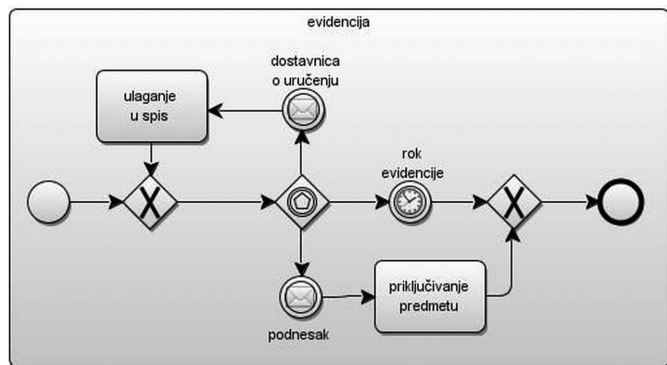 evidencija
dostavnica
o uručenju
ulaganje
u spis
rok
evidencije
priključivanje
predmetu
podnesak